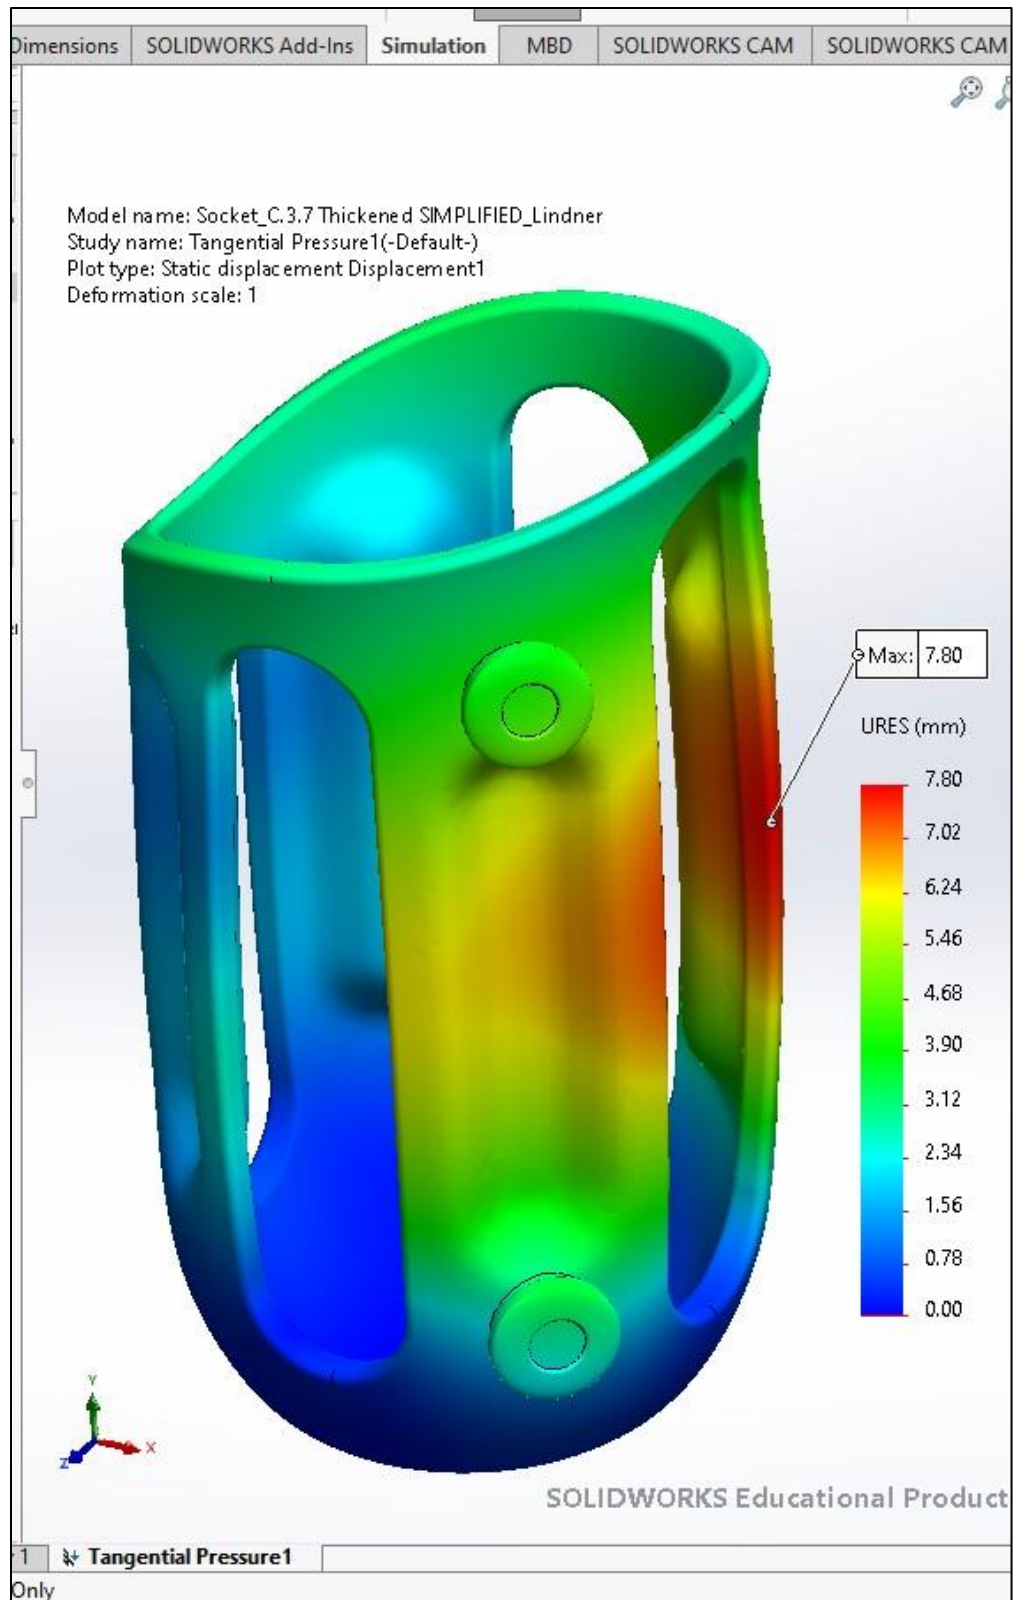 Dimensions SOLIDWORKS Add-Ins Simulation MBD SOLIDWORKS CAM SOLIDWORKS CAM
Model name: Socket_C.3.7 Thickened SIMPLIFIED_Lindner
Study name: Tangential Pressure1(-Default-)
Plot type: Static displacement Displacement1
Deformation scale: 1
Max: 7.80
URES (mm)
7.80
7.02
6.24
5.46
4.68
3.90
3.12
2.34
1.56
0.78
0.00
Y
X
Z
SOLIDWORKS Educational Product
1 Tangential Pressure1
Only